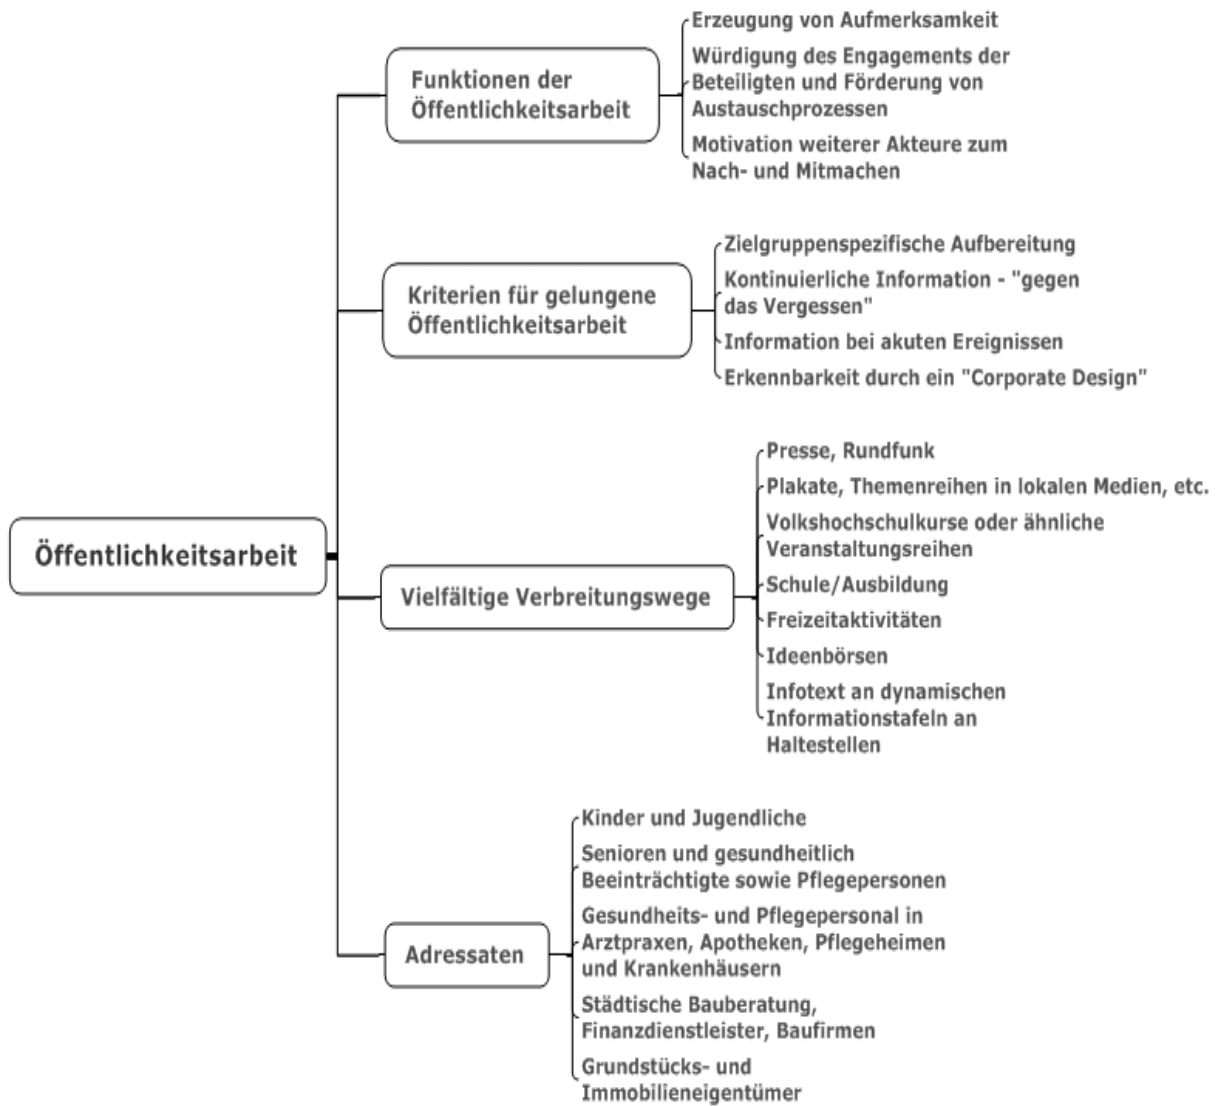 Öffentlichkeitsarbeit
Funktionen der
Öffentlichkeitsarbeit
Erzeugung von Aufmerksamkeit
Würdigung des Engagements der
Beteiligten und Förderung von
Austauschprozessen
Motivation weiterer Akteure zum
Nach- und Mitmachen
Kriterien für gelungene
Öffentlichkeitsarbeit
Zielgruppenspezifische Aufbereitung
Kontinuierliche Information - "gegen
das Vergessen"
Information bei akuten Ereignissen
Erkennbarkeit durch ein "Corporate Design"
Vielfältige Verbreitungswege
Presse, Rundfunk
Plakate, Themenreihen in lokalen Medien, etc.
Volkshochschulkurse oder ähnliche
Veranstaltungsreihen
Schule/Ausbildung
Freizeitaktivitäten
Ideenbörsen
Infotext an dynamischen
Informationstafeln an
Haltestellen
Adressaten
Kinder und Jugendliche
Senioren und gesundheitlich
Beeinträchtigte sowie Pflegepersonen
Gesundheits- und Pflegepersonal in
Arztpraxen, Apotheken, Pflegeheimen
und Krankenhäusern
Städtische Bauberatung,
Finanzdienstleister, Baufirmen
Grundstücks- und
Immobilieneigentümer